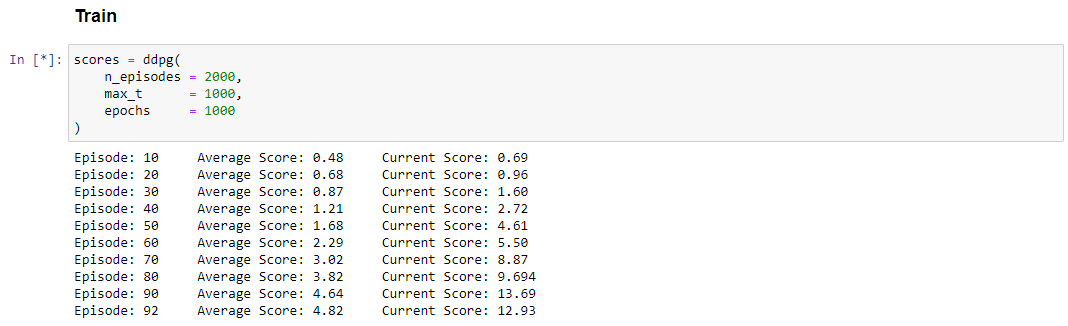 Train
In [*]: scores = ddpg(
n_episodes = 2000,
max_t = 1000,
epochs = 1000
)
Episode: 10 Average Score: 0.48 Current Score: 0.69
Episode: 20 Average Score: 0.68 Current Score: 0.96
Episode: 30 Average Score: 0.87 Current Score: 1.60
Episode: 40 Average Score: 1.21 Current Score: 2.72
Episode: 50 Average Score: 1.68 Current Score: 4.61
Episode: 60 Average Score: 2.29 Current Score: 5.50
Episode: 70 Average Score: 3.02 Current Score: 8.87
Episode: 80 Average Score: 3.82 Current Score: 9.694
Episode: 90 Average Score: 4.64 Current Score: 13.69
Episode: 92 Average Score: 4.82 Current Score: 12.93